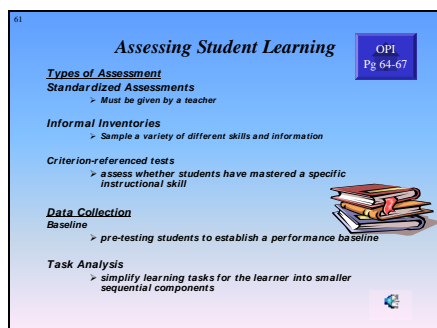 61
Assessing Student Learning
OPI
Pg 64-67
Types of Assessment
Standardized Assessments
➢ Must be given by a teacher
Informal Inventories
➢ Sample a variety of different skills and information
Criterion-referenced tests
➢ assess whether students have mastered a specific
instructional skill
Data Collection
Baseline
➢ pre-testing students to establish a performance baseline
Task Analysis
➢ simplify learning tasks for the learner into smaller
sequential components